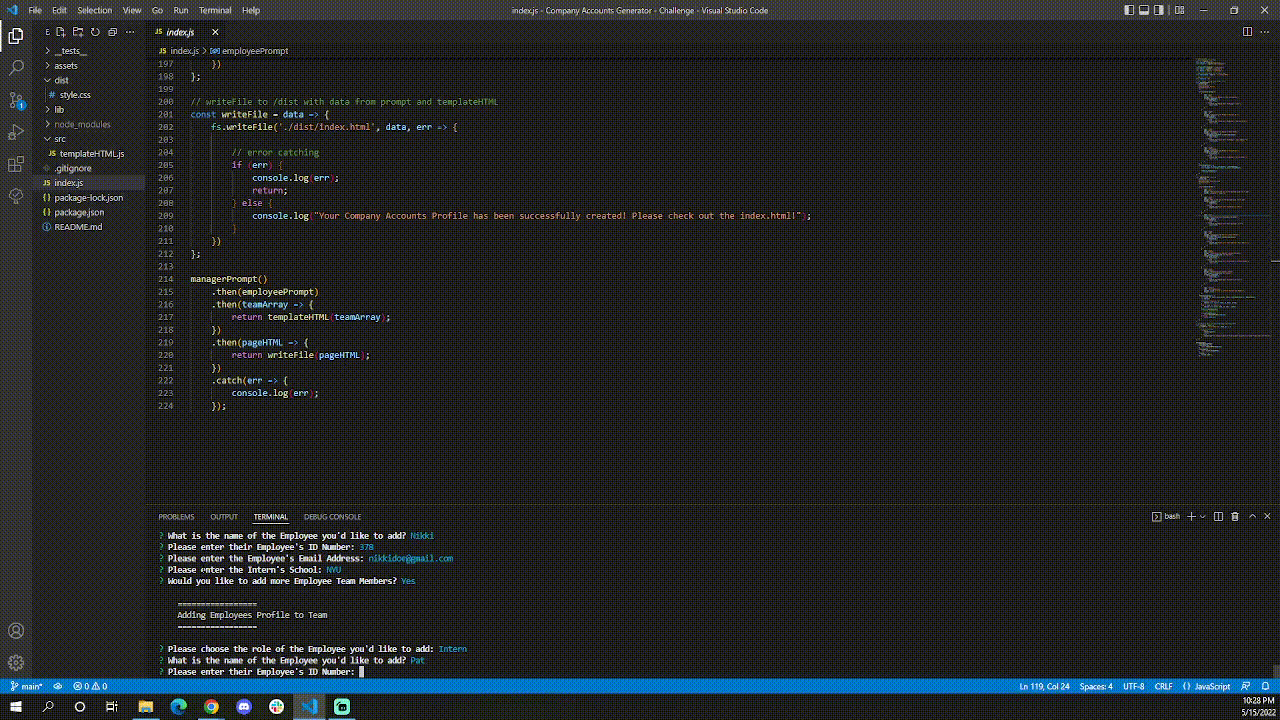 File Edit Selection View Go Run Terminal Help
index.js - Company Accounts Generator - Challenge - Visual Studio Code
E
__tests__
assets
dist
# style.css
lib
node_modules
src
JS templateHTML.js
.gitignore
JS index.js
{} package-lock.json
{} package.json
README.md
JS index.js
JS index.js > employeePrompt
197 })
198 };
199
200 // writeFile to /dist with data from prompt and templateHTML
201 const writeFile = data => {
202 fs.writeFile('./dist/index.html', data, err => {
203
204 // error catching
205 if (err) {
206 console.log(err);
207 return;
208 } else {
209 console.log("Your Company Accounts Profile has been successfully created! Please check out the index.html!");
210 }
211 })
212 };
213
214 managerPrompt()
215 .then(employeePrompt)
216 .then(teamArray => {
217 return templateHTML(teamArray);
218 })
219 .then(pageHTML => {
220 return writeFile(pageHTML);
221 })
222 .catch(err => {
223 console.log(err);
224 });
PROBLEMS OUTPUT TERMINAL DEBUG CONSOLE
bash
? What is the name of the Employee you'd like to add? Nikki
? Please enter their Employee's ID Number: 378
? Please enter the Employee's Email Address: nikkidoe@gmail.com
? Please enter the Intern's School: NYU
? Would you like to add more Employee Team Members? Yes
=================
Adding Employees Profile to Team
=================
? Please choose the role of the Employee you'd like to add: Intern
? What is the name of the Employee you'd like to add? Pat
? Please enter their Employee's ID Number:
main* 0 0
Ln 119, Col 24 Spaces: 4 UTF-8 CRLF {} JavaScript
10:28 PM
5/15/2022